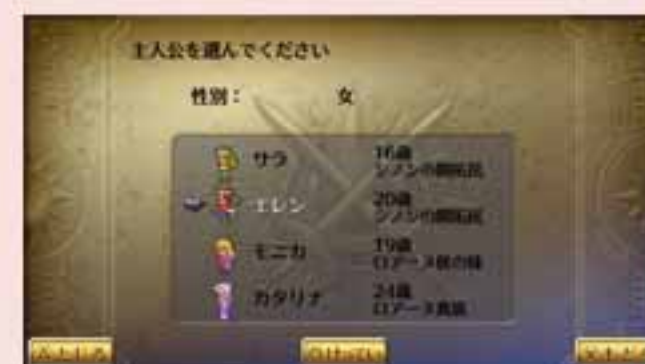 主人公を選んでください
性別： 女
サラ 16歳
シノンの開拓民
エレン 20歳
シノンの開拓民
モニカ 19歳
ロアーヌ侯の妹
カタリナ 24歳
ロアーヌ貴族